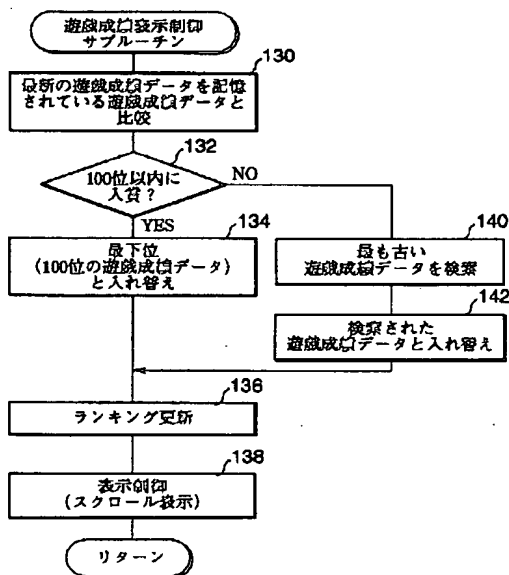 遊戯成績表示制御
サブルーチン
130
最新の遊戯成績データを記憶
されている遊戯成績データと
比較
132
100位以内に
入賞?
NO
YES
134
最下位
(100位の遊戯成績データ)
と入れ替え
140
最も古い
遊戯成績データを検索
142
検索された
遊戯成績データと入れ替え
136
ランキング更新
138
表示制御
(スクロール表示)
リターン